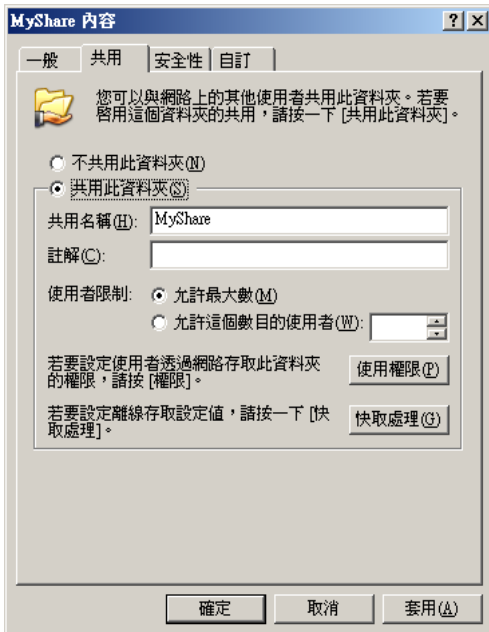 MyShare 內容
一般 共用 安全性 自訂
您可以與網路上的其他使用者共用此資料夾。若要
啓用這個資料夾的共用，請按一下 [共用此資料夾]。
不共用此資料夾(N)
共用此資料夾(S)
共用名稱(H): MyShare
註解(C):
使用者限制: 允許最大數(M)
允許這個數目的使用者(W):
若要設定使用者透過網路存取此資料夾
的權限，請按 [權限]。
使用權限(P)
若要設定離線存取設定值，請按一下 [快
取處理]。
快取處理(G)
確定 取消 套用(A)